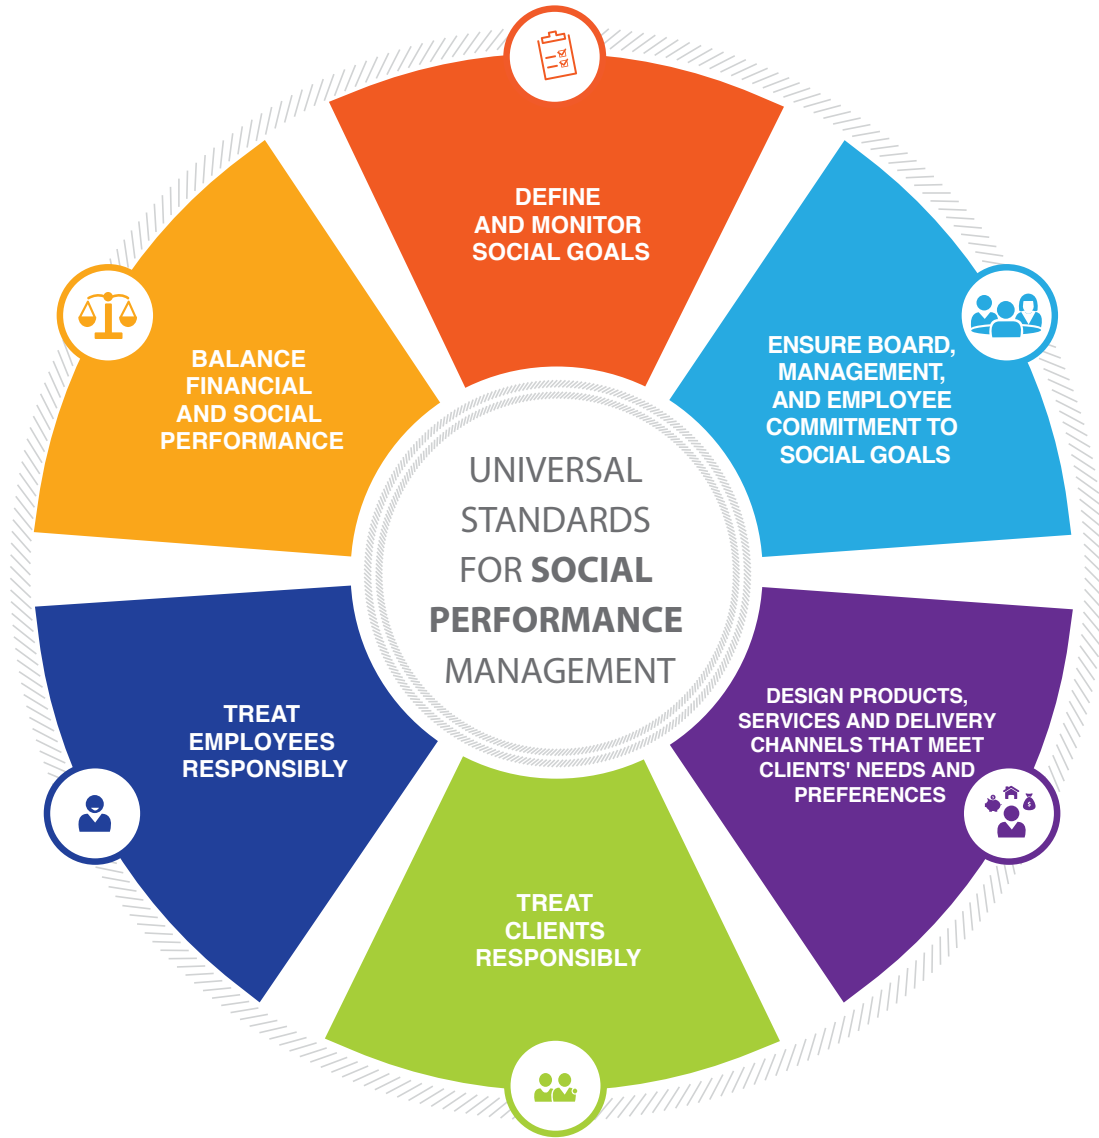 DEFINE
AND MONITOR
SOCIAL GOALS
ENSURE BOARD,
MANAGEMENT,
AND EMPLOYEE
COMMITMENT TO
SOCIAL GOALS
DESIGN PRODUCTS,
SERVICES AND DELIVERY
CHANNELS THAT MEET
CLIENTS' NEEDS AND
PREFERENCES
$
TREAT
CLIENTS
RESPONSIBLY
TREAT
EMPLOYEES
RESPONSIBLY
BALANCE
FINANCIAL
AND SOCIAL
PERFORMANCE
UNIVERSAL
STANDARDS
FOR SOCIAL
PERFORMANCE
MANAGEMENT